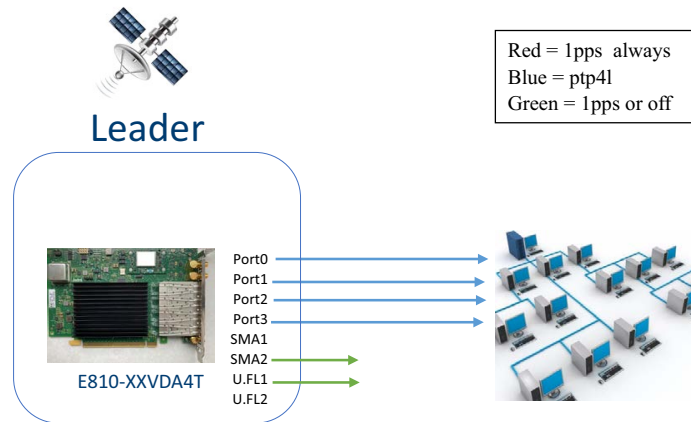 Red = 1pps  always
Blue = ptp4l
Green = 1pps or off
Leader
Port0
Port1
Port2
Port3
SMA1
SMA2
U.FL1
U.FL2
E810-XXVDA4T